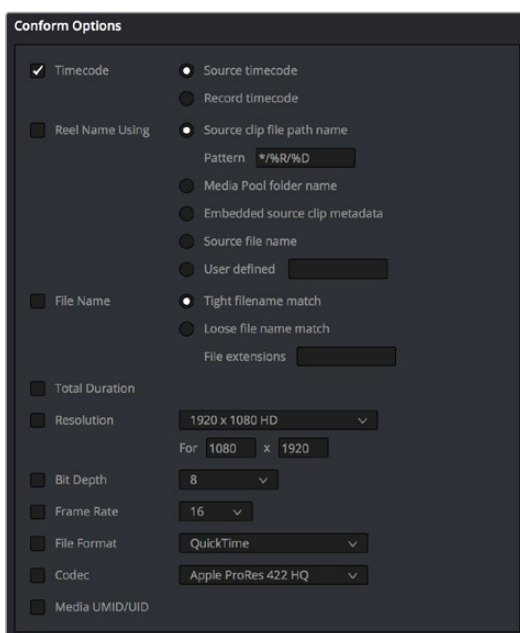 Conform Options
Timecode Source timecode
Record timecode
Reel Name Using Source clip file path name
Pattern */%R/%D
Media Pool folder name
Embedded source clip metadata
Source file name
User defined
File Name Tight filename match
Loose file name match
File extensions
Total Duration
Resolution 1920 x 1080 HD
For 1080 x 1920
Bit Depth 8
Frame Rate 16
File Format QuickTime
Codec Apple ProRes 422 HQ
Media UMID/UID